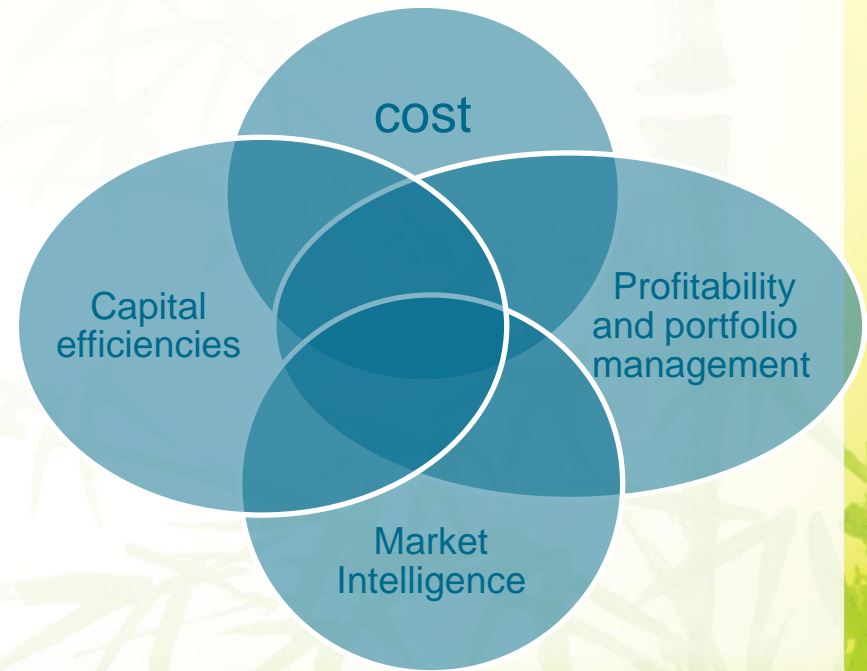 cost
Capital
efficiencies
Profitability
and portfolio
management
Market
Intelligence